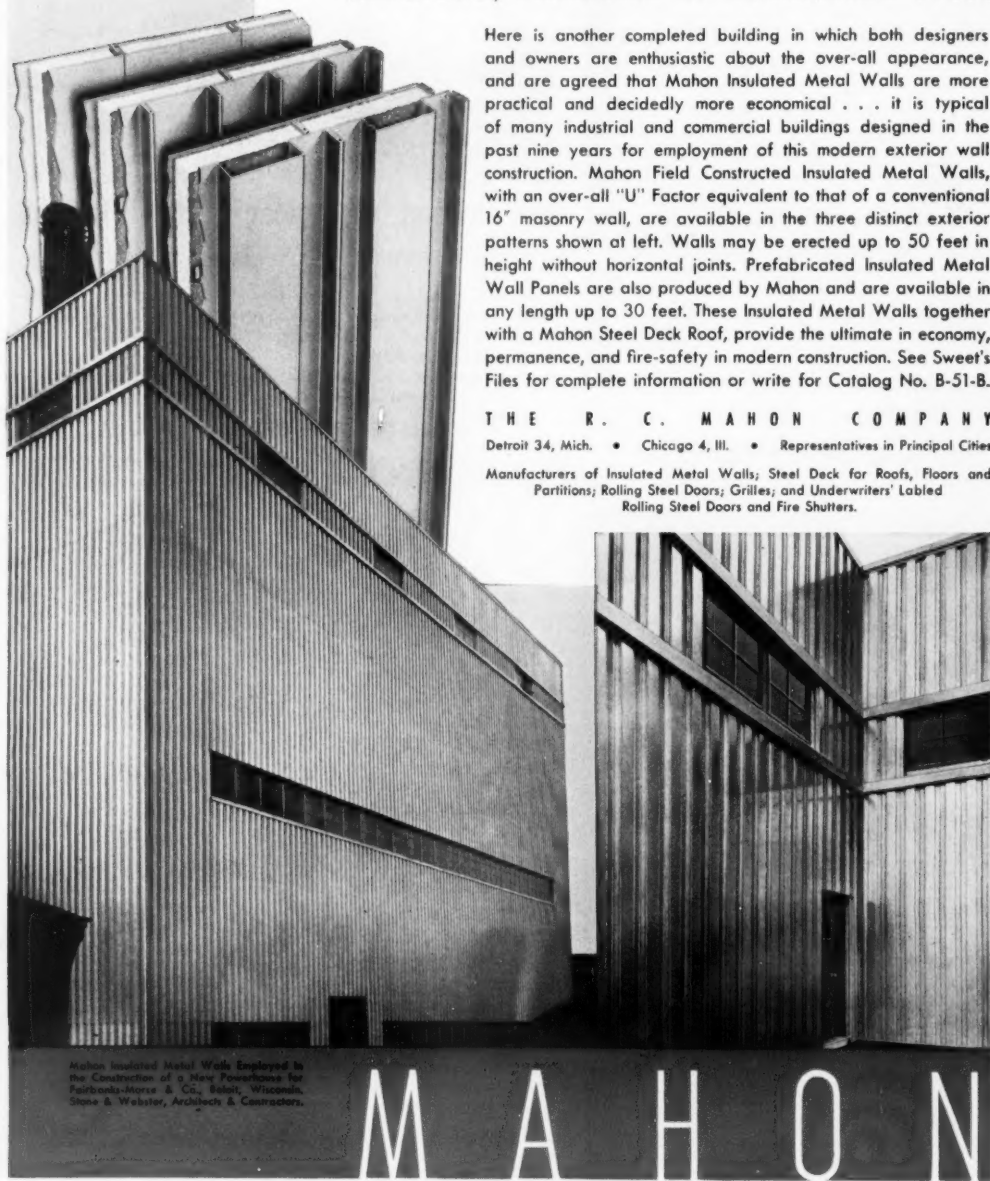 Here is another completed building in which both designers
and owners are enthusiastic about the over-all appearance,
and are agreed that Mahon Insulated Metal Walls are more
practical and decidedly more economical . . . it is typical
of many industrial and commercial buildings designed in the
past nine years for employment of this modern exterior wall
construction. Mahon Field Constructed Insulated Metal Walls,
with an over-all "U" Factor equivalent to that of a conventional
16" masonry wall, are available in the three distinct exterior
patterns shown at left. Walls may be erected up to 50 feet in
height without horizontal joints. Prefabricated Insulated Metal
Wall Panels are also produced by Mahon and are available in
any length up to 30 feet. These Insulated Metal Walls together
with a Mahon Steel Deck Roof, provide the ultimate in economy,
permanence, and fire-safety in modern construction. See Sweet's
Files for complete information or write for Catalog No. B-51-B.
THE R. C. MAHON COMPANY
Detroit 34, Mich. • Chicago 4, Ill. • Representatives in Principal Cities
Manufacturers of Insulated Metal Walls; Steel Deck for Roofs, Floors and
Partitions; Rolling Steel Doors; Grilles; and Underwriters' Labled
Rolling Steel Doors and Fire Shutters.
Mahon Insulated Metal Walls Employed in
the Construction of a New Powerhouse for
Fairbanks-Morse & Co., Beloit, Wisconsin.
Stone & Webster, Architects & Contractors.
MAHON